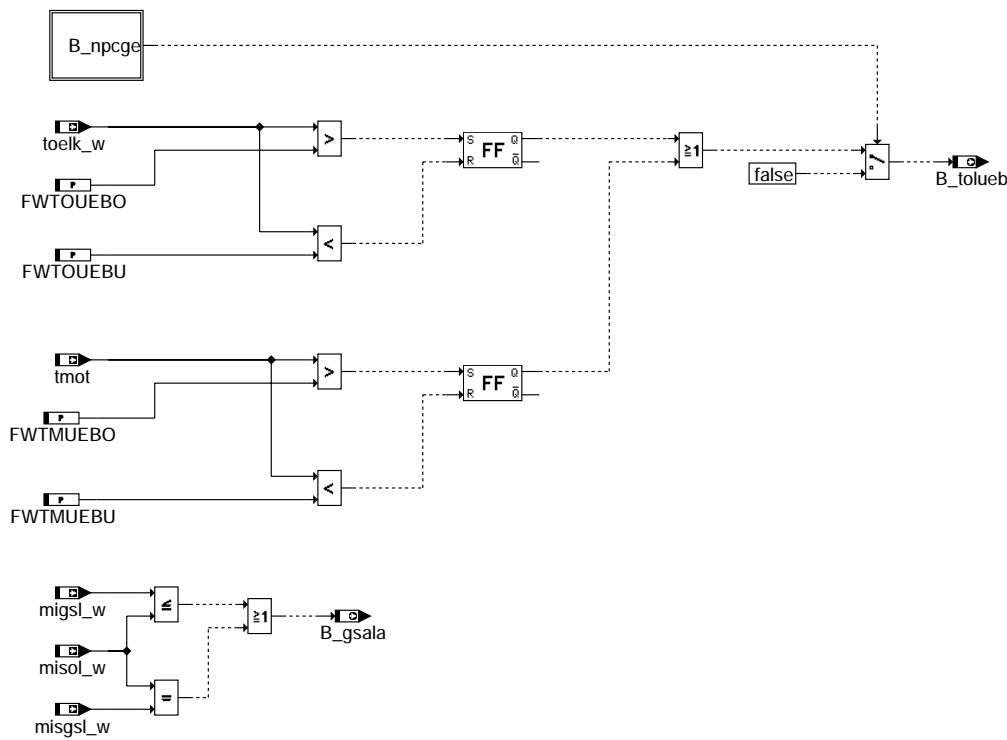 B_npcge
toelk_w
>
S
Q
FF
R
Q
P
FWTOUEBO
≥1
false
B_tolueb
P
FWTOUEBU
<
tmot
>
S
Q
FF
R
Q
P
FWTMUEBO
P
FWTMUEBU
<
migsl_w
≤
≥1
B_gsala
misol_w
=
misgsl_w